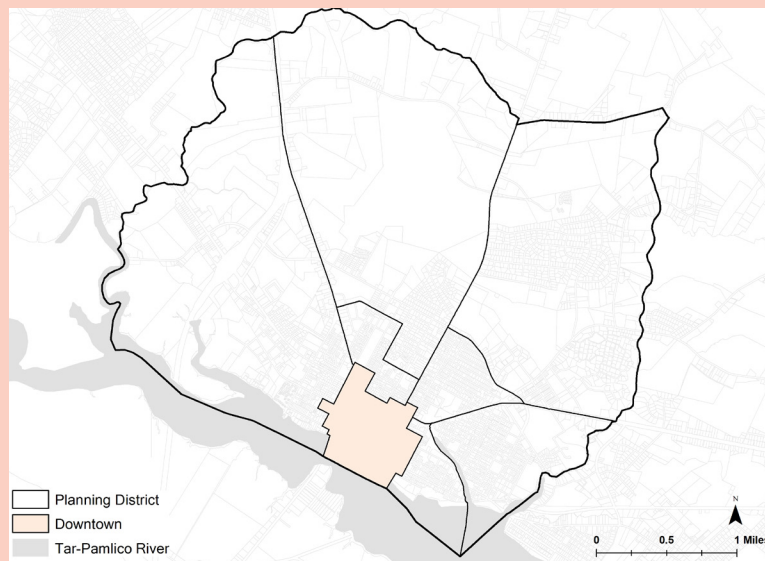 Planning District
Downtown
Tar-Pamlico River
N
0 0.5 1 Miles